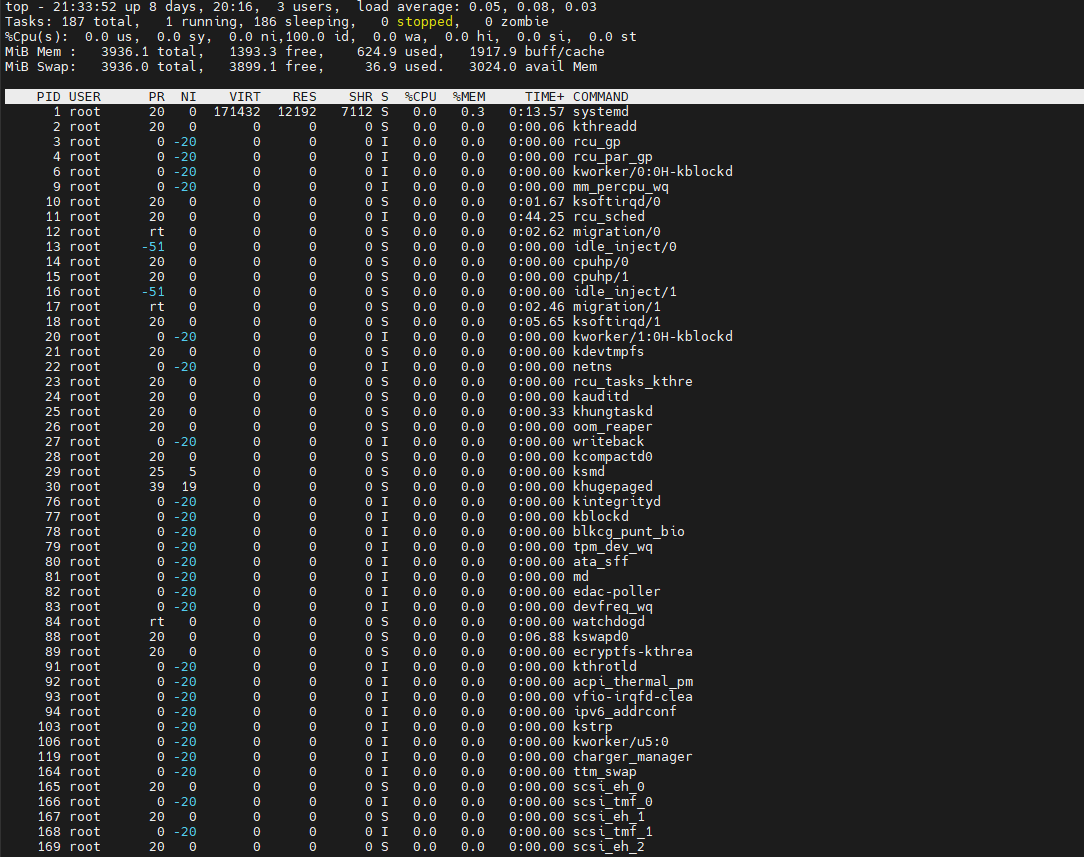 top - 21:33:52 up 8 days, 20:16,  3 users,  load average: 0.05, 0.08, 0.03
Tasks: 187 total,   1 running, 186 sleeping,   0 stopped,   0 zombie
%Cpu(s):  0.0 us,  0.0 sy,  0.0 ni,100.0 id,  0.0 wa,  0.0 hi,  0.0 si,  0.0 st
MiB Mem :   3936.1 total,   1393.3 free,    624.9 used,   1917.9 buff/cache
MiB Swap:   3936.0 total,   3899.1 free,     36.9 used.   3024.0 avail Mem
PID USER      PR  NI    VIRT    RES    SHR S  %CPU  %MEM     TIME+ COMMAND
1 root      20   0  171432  12192   7112 S   0.0   0.3   0:13.57 systemd
2 root      20   0       0      0      0 S   0.0   0.0   0:00.06 kthreadd
3 root       0 -20       0      0      0 I   0.0   0.0   0:00.00 rcu_gp
4 root       0 -20       0      0      0 I   0.0   0.0   0:00.00 rcu_par_gp
6 root       0 -20       0      0      0 I   0.0   0.0   0:00.00 kworker/0:0H-kblockd
9 root       0 -20       0      0      0 I   0.0   0.0   0:00.00 mm_percpu_wq
10 root      20   0       0      0      0 S   0.0   0.0   0:01.67 ksoftirqd/0
11 root      20   0       0      0      0 I   0.0   0.0   0:44.25 rcu_sched
12 root      rt   0       0      0      0 S   0.0   0.0   0:02.62 migration/0
13 root     -51   0       0      0      0 S   0.0   0.0   0:00.00 idle_inject/0
14 root      20   0       0      0      0 S   0.0   0.0   0:00.00 cpuhp/0
15 root      20   0       0      0      0 S   0.0   0.0   0:00.00 cpuhp/1
16 root     -51   0       0      0      0 S   0.0   0.0   0:00.00 idle_inject/1
17 root      rt   0       0      0      0 S   0.0   0.0   0:02.46 migration/1
18 root      20   0       0      0      0 S   0.0   0.0   0:05.65 ksoftirqd/1
20 root       0 -20       0      0      0 I   0.0   0.0   0:00.00 kworker/1:0H-kblockd
21 root      20   0       0      0      0 S   0.0   0.0   0:00.00 kdevtmpfs
22 root       0 -20       0      0      0 I   0.0   0.0   0:00.00 netns
23 root      20   0       0      0      0 S   0.0   0.0   0:00.00 rcu_tasks_kthre
24 root      20   0       0      0      0 S   0.0   0.0   0:00.00 kauditd
25 root      20   0       0      0      0 S   0.0   0.0   0:00.33 khungtaskd
26 root      20   0       0      0      0 S   0.0   0.0   0:00.00 oom_reaper
27 root       0 -20       0      0      0 I   0.0   0.0   0:00.00 writeback
28 root      20   0       0      0      0 S   0.0   0.0   0:00.00 kcompactd0
29 root      25   5       0      0      0 S   0.0   0.0   0:00.00 ksmd
30 root      39  19       0      0      0 S   0.0   0.0   0:00.00 khugepaged
76 root       0 -20       0      0      0 I   0.0   0.0   0:00.00 kintegrityd
77 root       0 -20       0      0      0 I   0.0   0.0   0:00.00 kblockd
78 root       0 -20       0      0      0 I   0.0   0.0   0:00.00 blkcg_punt_bio
79 root       0 -20       0      0      0 I   0.0   0.0   0:00.00 tpm_dev_wq
80 root       0 -20       0      0      0 I   0.0   0.0   0:00.00 ata_sff
81 root       0 -20       0      0      0 I   0.0   0.0   0:00.00 md
82 root       0 -20       0      0      0 I   0.0   0.0   0:00.00 edac-poller
83 root       0 -20       0      0      0 I   0.0   0.0   0:00.00 devfreq_wq
84 root      rt   0       0      0      0 S   0.0   0.0   0:00.00 watchdogd
88 root      20   0       0      0      0 S   0.0   0.0   0:06.88 kswapd0
89 root      20   0       0      0      0 S   0.0   0.0   0:00.00 ecryptfs-kthrea
91 root       0 -20       0      0      0 I   0.0   0.0   0:00.00 kthrotld
92 root       0 -20       0      0      0 I   0.0   0.0   0:00.00 acpi_thermal_pm
93 root       0 -20       0      0      0 I   0.0   0.0   0:00.00 vfio-irqfd-clea
94 root       0 -20       0      0      0 I   0.0   0.0   0:00.00 ipv6_addrconf
103 root       0 -20       0      0      0 I   0.0   0.0   0:00.00 kstrp
106 root       0 -20       0      0      0 I   0.0   0.0   0:00.00 kworker/u5:0
119 root       0 -20       0      0      0 I   0.0   0.0   0:00.00 charger_manager
164 root       0 -20       0      0      0 I   0.0   0.0   0:00.00 ttm_swap
165 root      20   0       0      0      0 S   0.0   0.0   0:00.00 scsi_eh_0
166 root       0 -20       0      0      0 I   0.0   0.0   0:00.00 scsi_tmf_0
167 root      20   0       0      0      0 S   0.0   0.0   0:00.00 scsi_eh_1
168 root       0 -20       0      0      0 I   0.0   0.0   0:00.00 scsi_tmf_1
169 root      20   0       0      0      0 S   0.0   0.0   0:00.00 scsi_eh_2